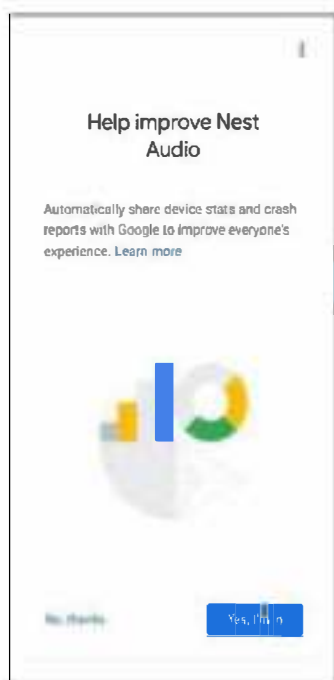 Help improve Nest
Audio
Automatically share device stats and crash
reports with Google to improve everyone's
experience. Learn more
No, thanks
Yes, I'm in